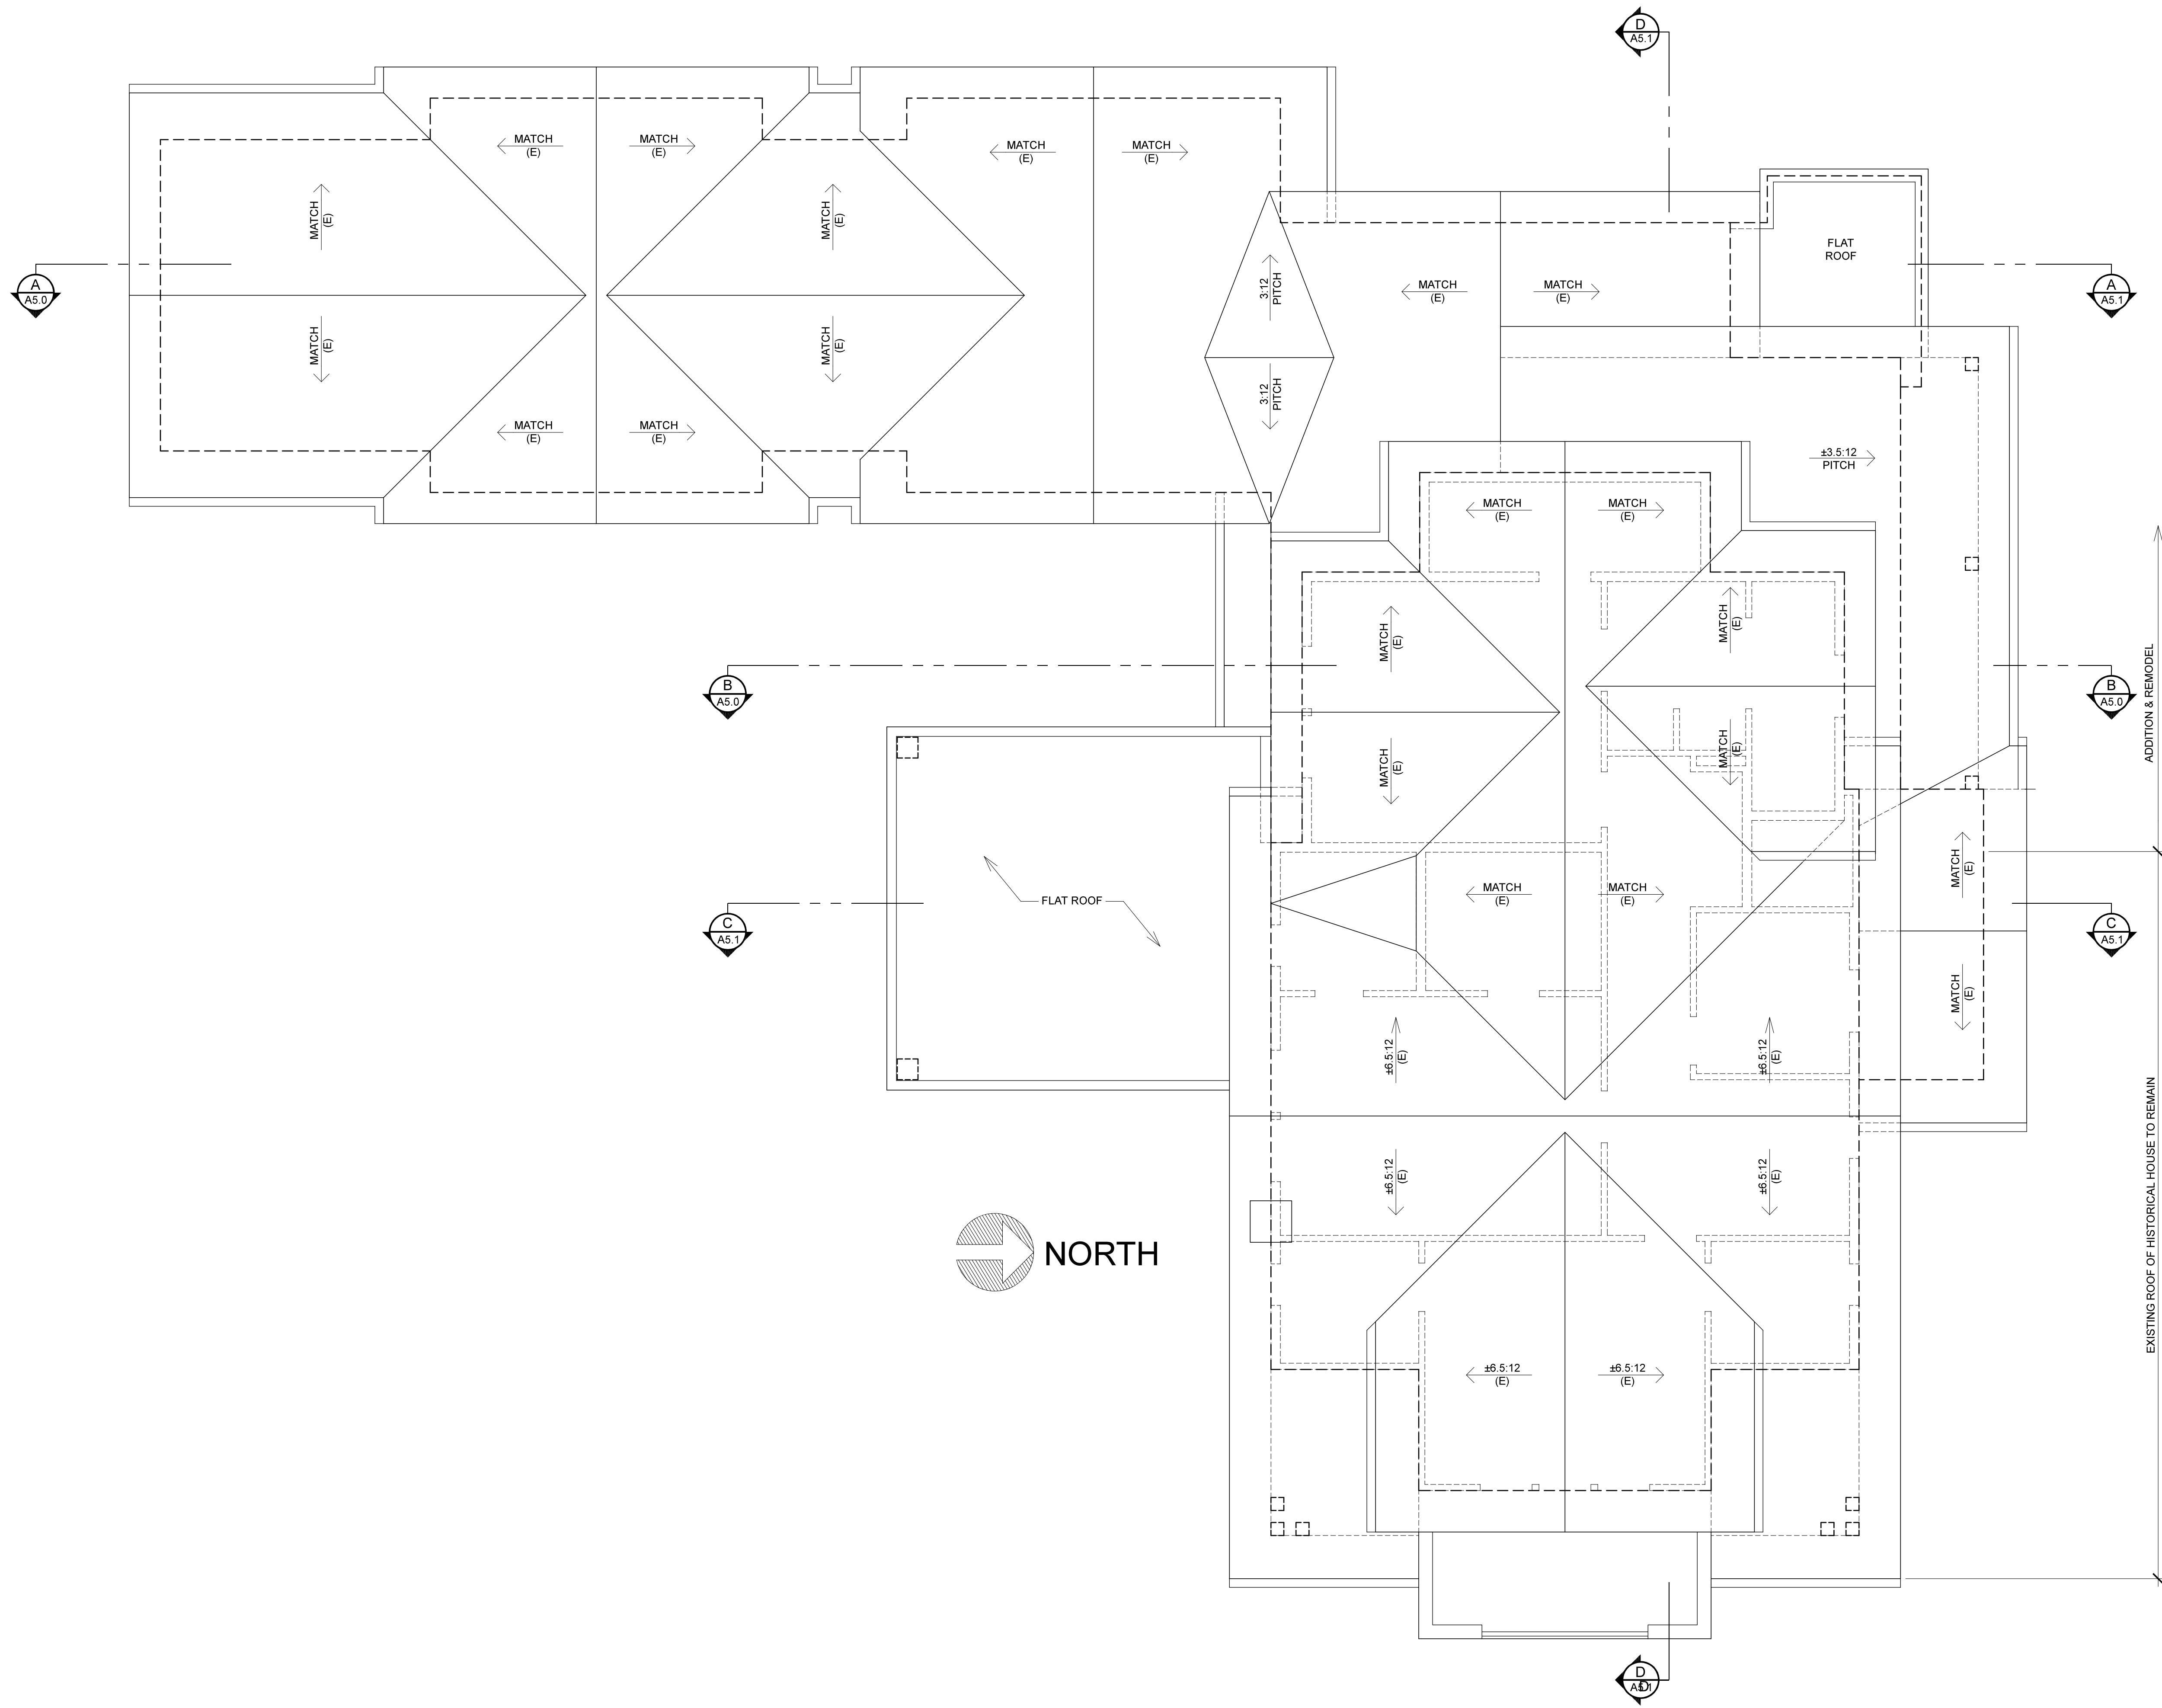 D
A5.1
MATCH
(E)
MATCH
(E)
MATCH
(E)
MATCH
(E)
MATCH
(E)
MATCH
(E)
FLAT
ROOF
A
A5.0
3:12
PITCH
MATCH
(E)
MATCH
(E)
A
A5.1
MATCH
(E)
MATCH
(E)
3:12
PITCH
MATCH
(E)
MATCH
(E)
±3.5:12
PITCH
MATCH
(E)
MATCH
(E)
MATCH
(E)
MATCH
(E)
B
A5.0
B
A5.0
ADDITION & REMODEL
MATCH
(E)
MATCH
(E)
FLAT ROOF
MATCH
(E)
MATCH
(E)
MATCH
(E)
C
A5.1
C
A5.1
MATCH
(E)
±6.5:12
(E)
±6.5:12
(E)
±6.5:12
(E)
±6.5:12
(E)
EXISTING ROOF OF HISTORICAL HOUSE TO REMAIN
NORTH
±6.5:12
(E)
±6.5:12
(E)
D
A5.1
D